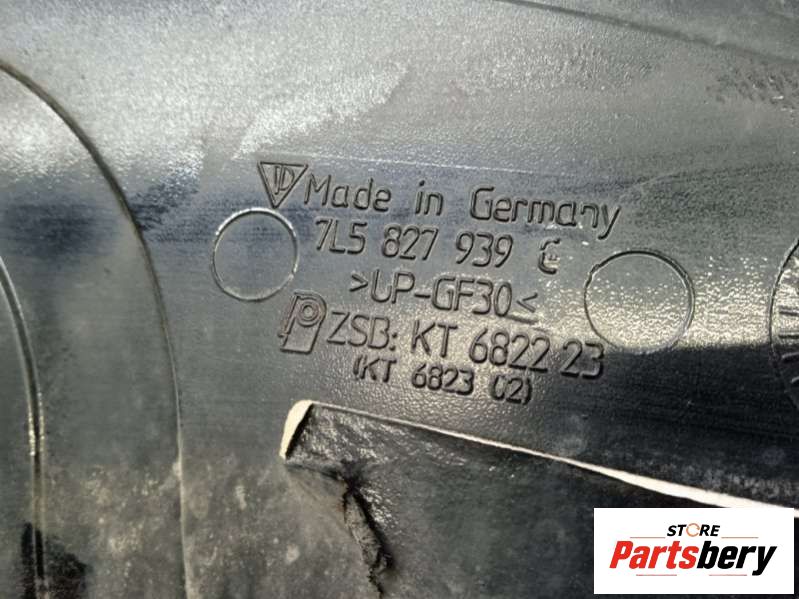 Made in Germany
7L5 827 939
>UP-GF30<
ZSB: KT 6822 23
(KT 6823 02)
STORE
Partsbery